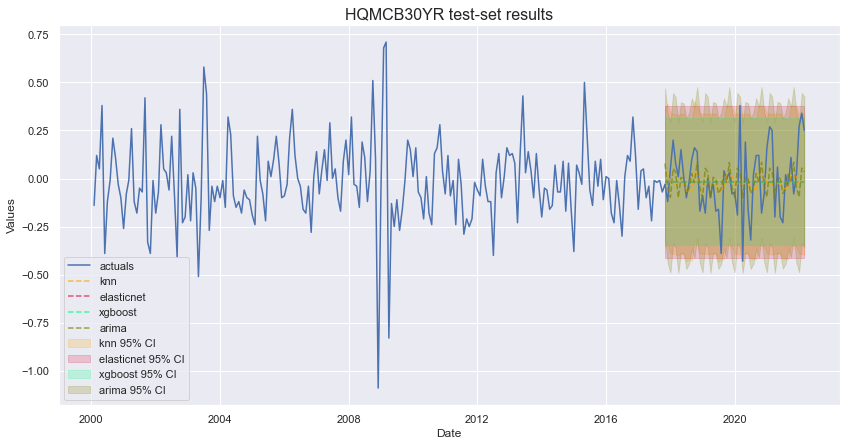 HQMCB30YR test-set results
Values
0.75
0.50
0.25
0.00
−0.25
−0.50
−0.75
−1.00
actuals
knn
elasticnet
xgboost
arima
knn 95% CI
elasticnet 95% CI
xgboost 95% CI
arima 95% CI
2000
2004
2008
2012
2016
2020
Date